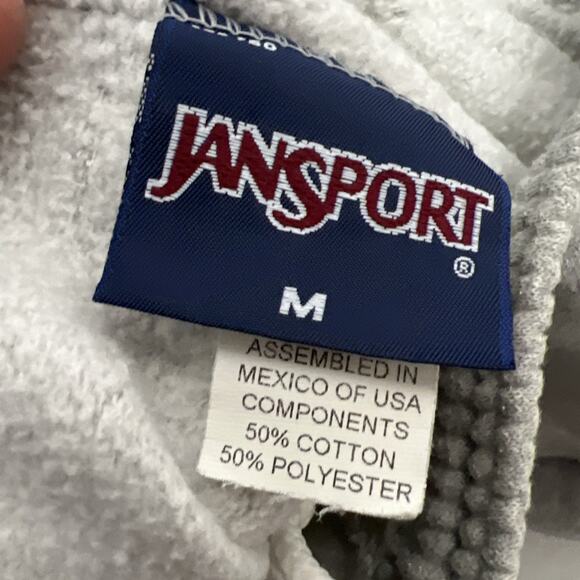 JANSPORT
®
M
ASSEMBLED IN
MEXICO OF USA
COMPONENTS
50% COTTON
50% POLYESTER